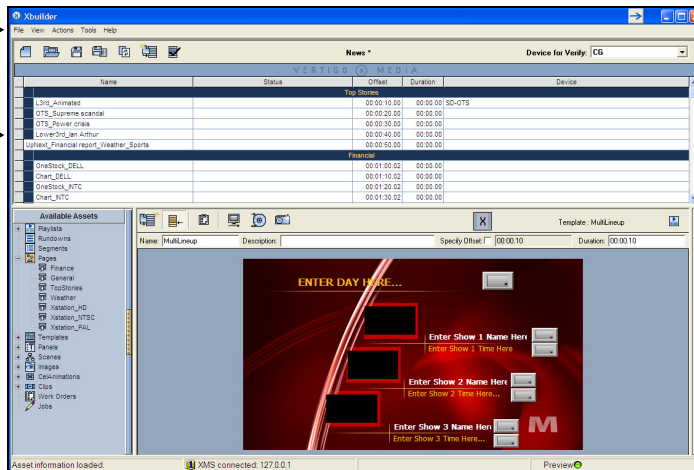 Xbuilder
File View Actions Tools Help
News * Device for Verify: CG
VERTIGO X MEDIA
Name Status Offset Duration Device
Top Stories
L3rd_Animated 00:00:10.00 00:00.00 SD-OTS
OTS_Supreme scandal 00:00:20.00 00:00.00
OTS_Power crisis 00:00:30.00 00:00.00
Lower3rd_Ian Arthur 00:00:40.00 00:00.00
UpNext_Financial report_Weather_Sports 00:00:50.00 00:00.00
Financial
OneStock_DELL 00:01:00.02 00:00.00
Chart_DELL 00:01:10.02 00:00.00
OneStock_INTC 00:01:20.02 00:00.00
Chart_INTC 00:01:30.02 00:00.00
Available Assets
Playlists
Rundowns
Segments
Pages
Finance
General
TopStories
Weather
Xstation_HD
Xstation_NTSC
Xstation_PAL
Templates
Panels
Scenes
Images
CelAnimations
Clips
Work Orders
Jobs
X Template : MultiLineup
Name: MultiLineup Description: Specify Offset: 00:00.10 Duration: 00:00.10
ENTER DAY HERE...
Enter Show 1 Name Here
Enter Show 1 Time Here
Enter Show 2 Name Here
Enter Show 2 Time Here...
Enter Show 3 Name Here
Enter Show 3 Time Here...
M
Asset information loaded. XMS connected: 127.0.0.1 Preview